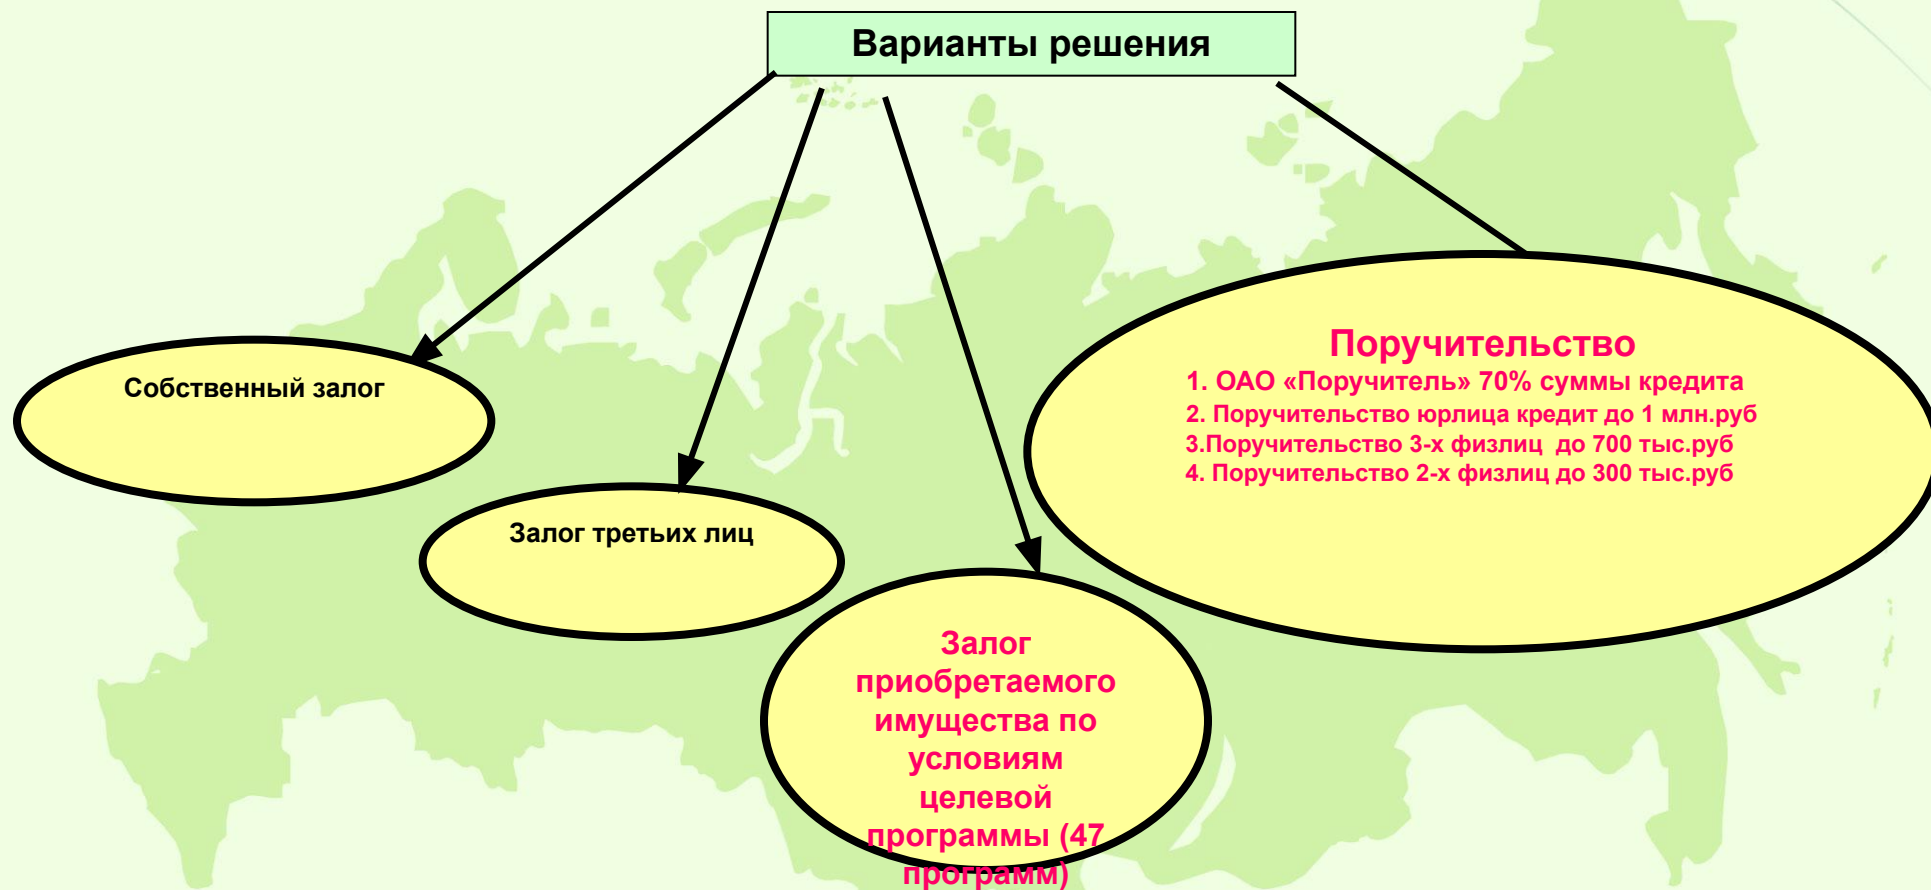 Варианты решения
Собственный залог
Залог третьих лиц
Залог
приобретаемого
имущества по
условиям
целевой
программы (47
программ)
Поручительство
1. ОАО «Поручитель» 70% суммы кредита
2. Поручительство юрлица кредит до 1 млн.руб
3.Поручительство 3-х физлиц  до 700 тыс.руб
4. Поручительство 2-х физлиц до 300 тыс.руб